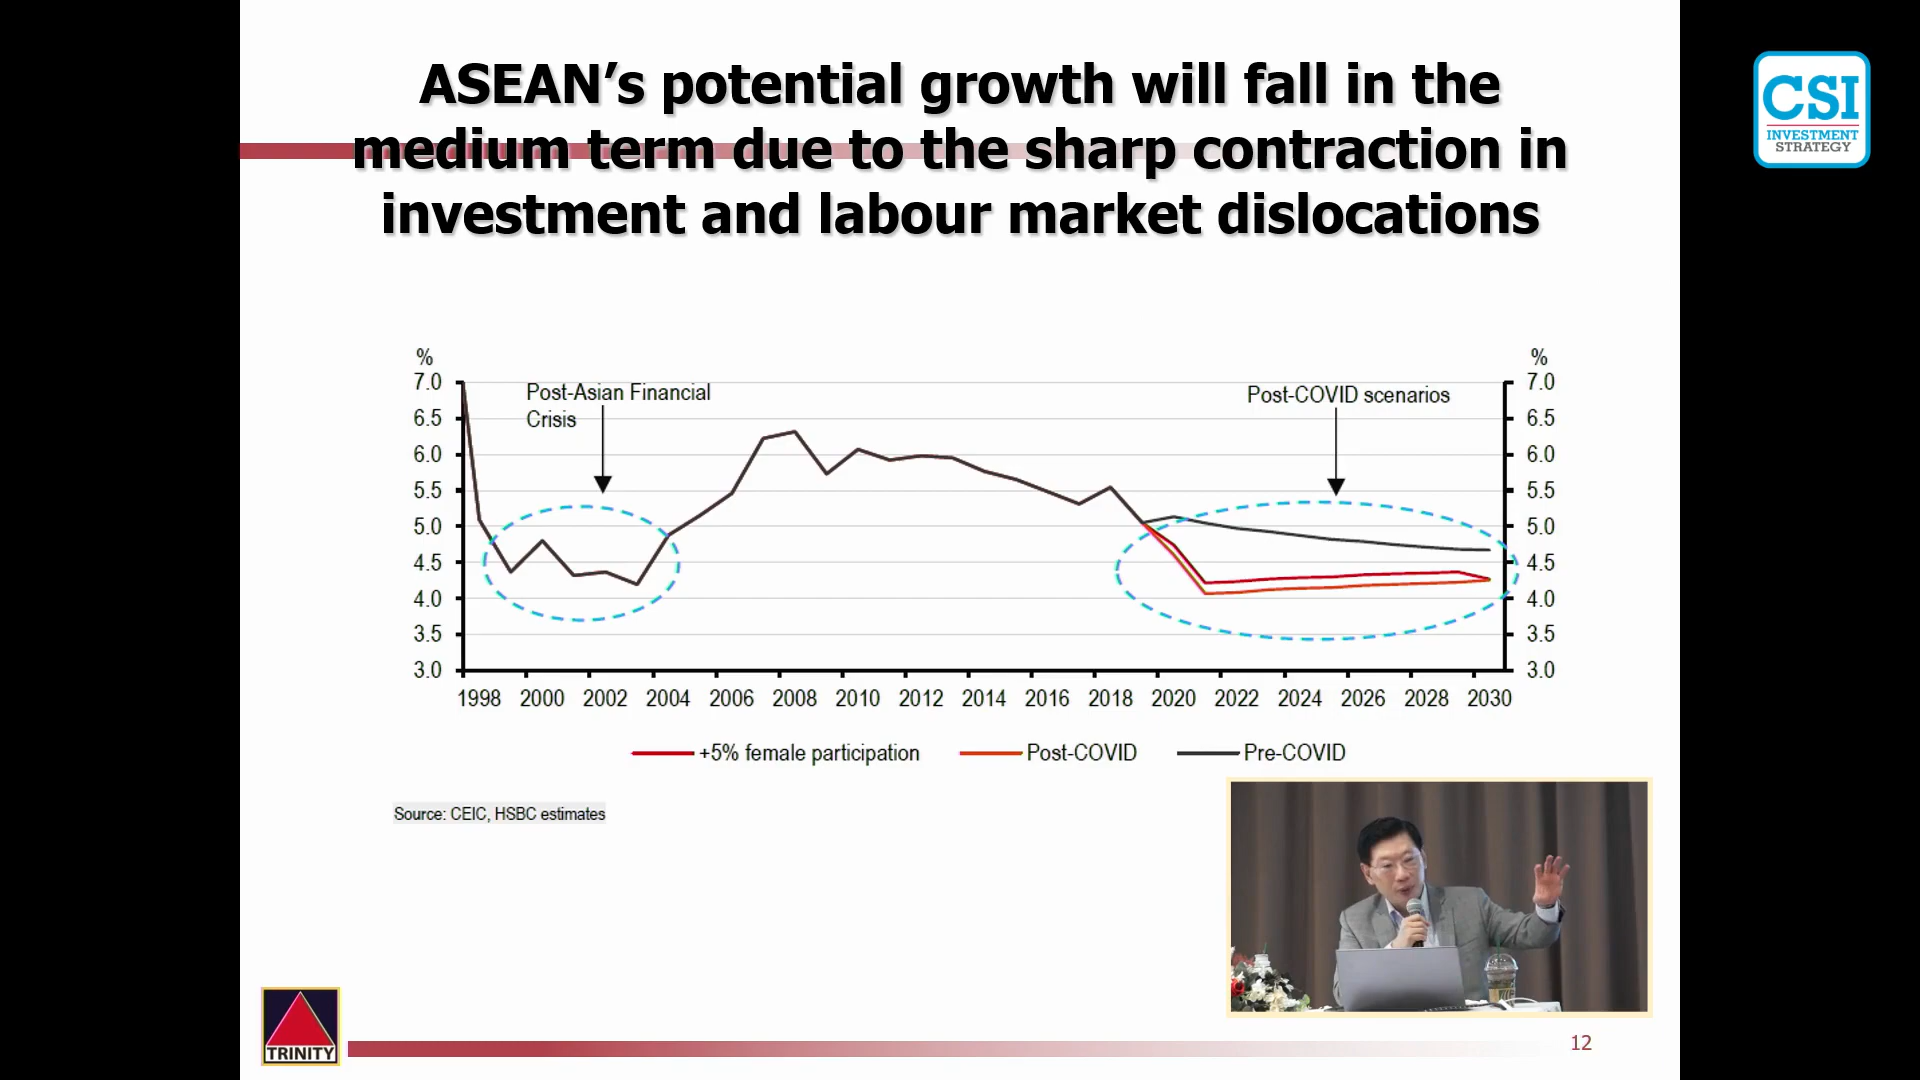 ASEAN’s potential growth will fall in the
medium term due to the sharp contraction in
investment and labour market dislocations
CSI
INVESTMENT
STRATEGY
%
%
7.0
Post-Asian Financial
Crisis
Post-COVID scenarios
7.0
6.5
6.5
6.0
6.0
5.5
5.5
5.0
5.0
4.5
4.5
4.0
4.0
3.5
3.5
3.0
3.0
1998 2000 2002 2004 2006 2008 2010 2012 2014 2016 2018 2020 2022 2024 2026 2028 2030
+5% female participation Post-COVID Pre-COVID
Source: CEIC, HSBC estimates
TRINITY
12